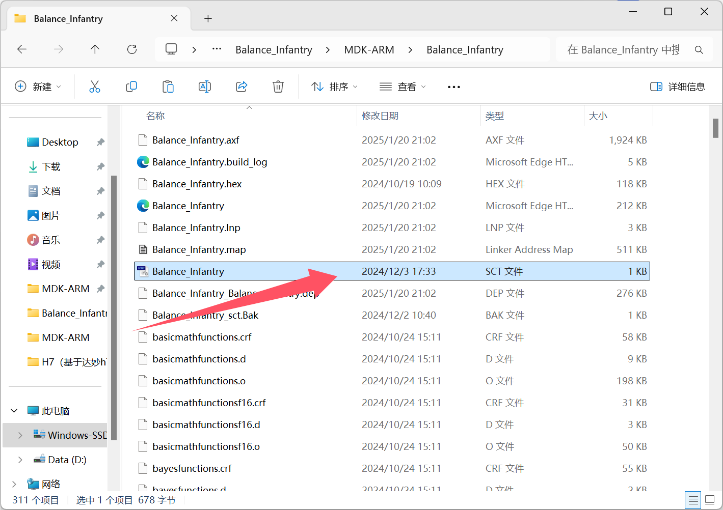 Balance_Infantry
Balance_Infantry MDK-ARM Balance_Infantry 在 Balance_Infantry 中搜
新建 排序 查看 详细信息
名称 修改日期 类型 大小
Desktop
下载
文档
图片
音乐
视频
MDK-ARM
Balance_Infantr
MDK-ARM
H7（基于达妙h
此电脑
Windows-SSD
Data (D:)
网络
Balance_Infantry.axf 2025/1/20 21:02 AXF 文件 1,924 KB
Balance_Infantry.build_log 2025/1/20 21:02 Microsoft Edge HT... 5 KB
Balance_Infantry.hex 2024/10/19 10:09 HEX 文件 118 KB
Balance_Infantry 2025/1/20 21:02 Microsoft Edge HT... 212 KB
Balance_Infantry.lnp 2025/1/20 21:02 LNP 文件 3 KB
Balance_Infantry.map 2025/1/20 21:02 Linker Address Map 511 KB
Balance_Infantry 2024/12/3 17:33 SCT 文件 1 KB
Balance_Infantry_Balance_Infantry.dep 2025/1/20 21:02 DEP 文件 276 KB
Balance_Infantry_sct.Bak 2024/12/2 10:40 BAK 文件 1 KB
basicmathfunctions.crf 2024/10/24 15:11 CRF 文件 58 KB
basicmathfunctions.d 2024/10/24 15:11 D 文件 9 KB
basicmathfunctions.o 2024/10/24 15:11 O 文件 198 KB
basicmathfunctionsf16.crf 2024/10/24 15:11 CRF 文件 31 KB
basicmathfunctionsf16.d 2024/10/24 15:11 D 文件 3 KB
basicmathfunctionsf16.o 2024/10/24 15:11 O 文件 50 KB
bayesfunctions.crf 2024/10/24 15:11 CRF 文件 55 KB
bayesfunctions.d 2024/10/24 15:11 D 文件 3 KB
311 个项目 选中 1 个项目 678 字节